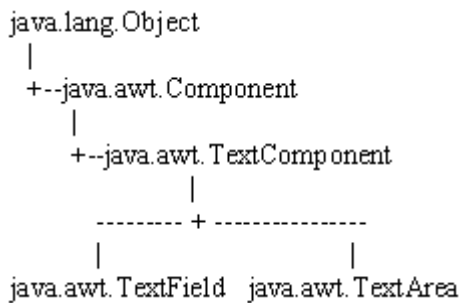 java.lang.Object
|
+--java.awt.Component
|
+--java.awt.TextComponent
|
--------- + ----------------
| |
java.awt.TextField java.awt.TextArea